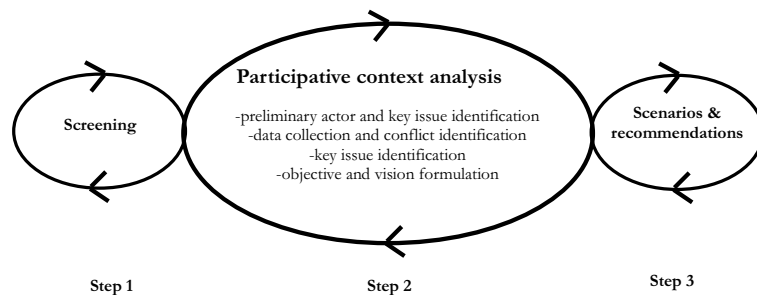 Participative context analysis
-preliminary actor and key issue identification
-data collection and conflict identification
-key issue identification
-objective and vision formulation
Screening
Scenarios &
recommendations
Step 1
Step 2
Step 3